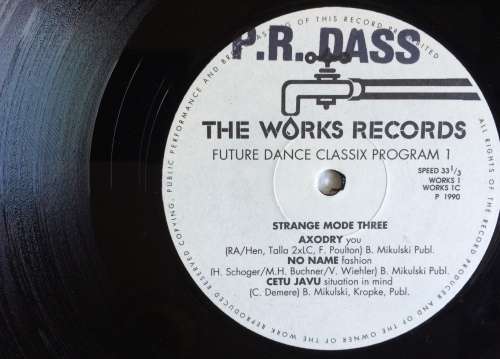 P.R. DASS
THE WORKS RECORDS
FUTURE DANCE CLASSIX PROGRAM 1
SPEED 33 1/3
WORKS 1
WORKS 1C
P 1990
STRANGE MODE THREE
AXODRY you
(RA/Hen, Talla 2xLC, F. Poulton) B. Mikulski Publ.
NO NAME fashion
(H. Schoger/M.H. Buchner/V. Wiehler) B. Mikulski Publ.
CETU JAVU situation in mind
(C. Demere) B. Mikulski, Kropke, Publ.
ALL RIGHTS OF THE RECORD PRODUCER AND OF THE OWNER OF THE WORK REPRODUCED RESERVED COPYING, PUBLIC PERFORMANCE AND BROADCASTING OF THIS RECORD PROHIBITED